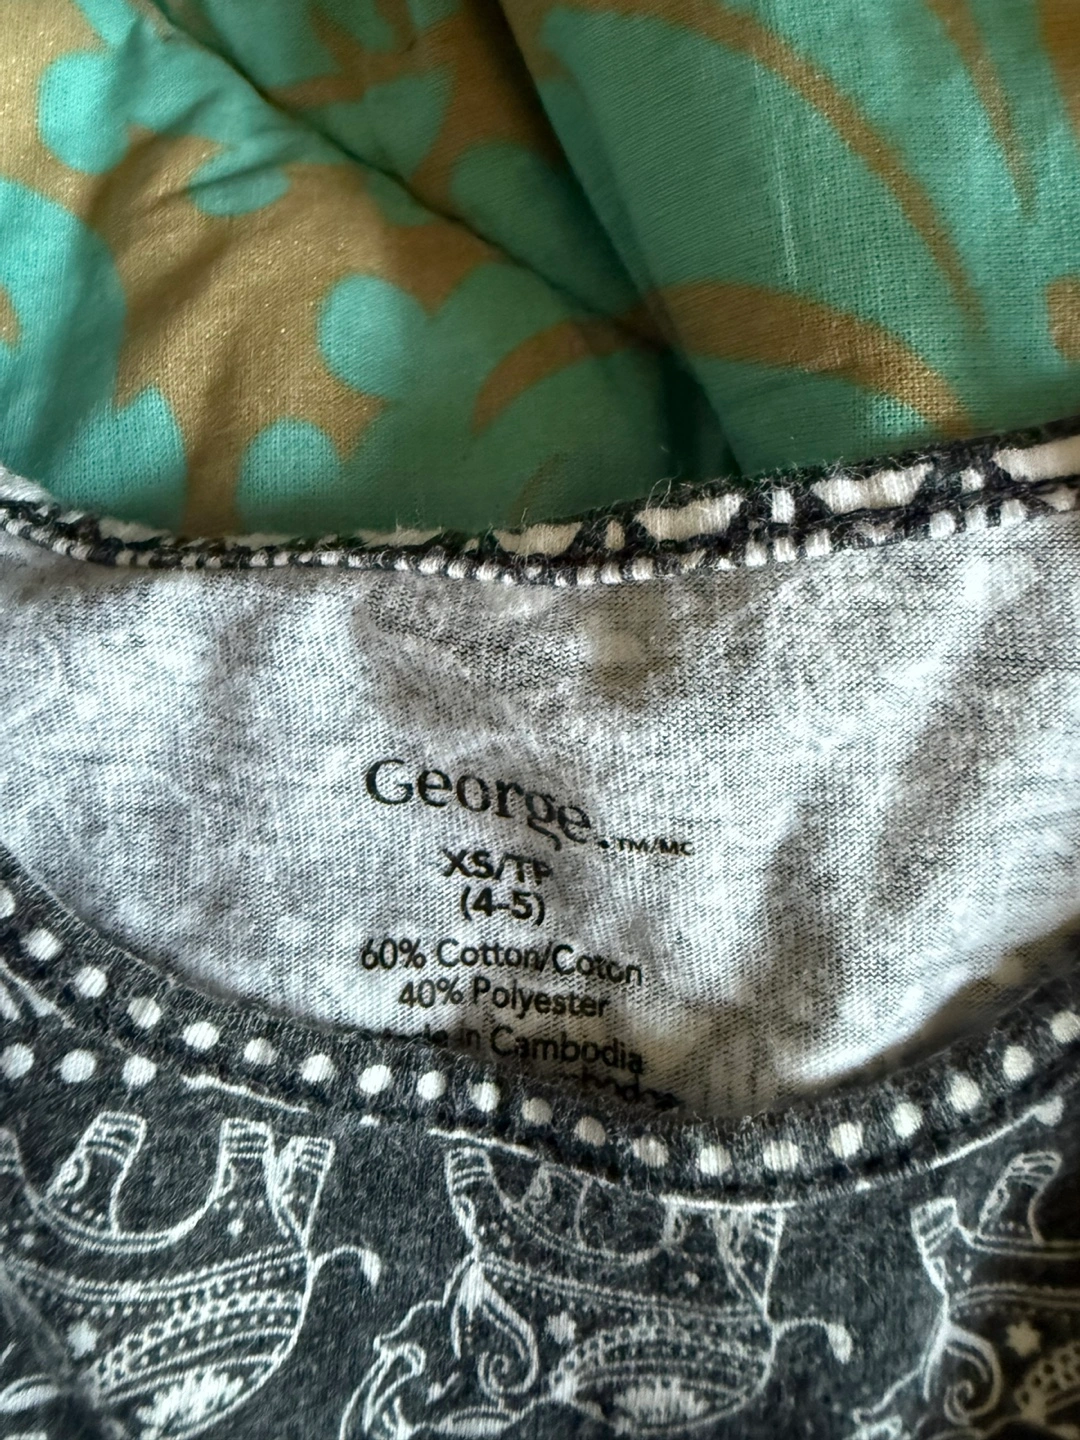 George.™/MC
XS/TP
(4-5)
60% Cotton/Coton
40% Polyester
in Cambodia